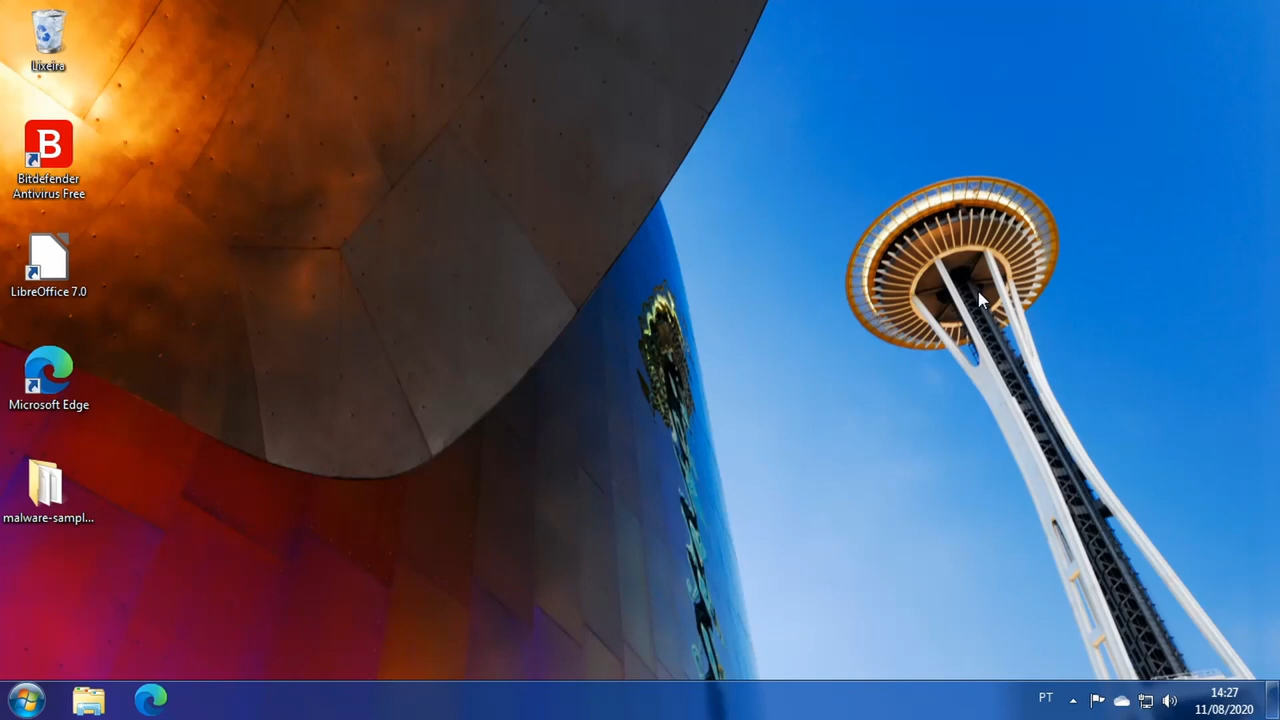 Lixeira
B
Bitdefender
Antivirus Free
LibreOffice 7.0
Microsoft Edge
malware-sampl...
PT
14:27
11/08/2020